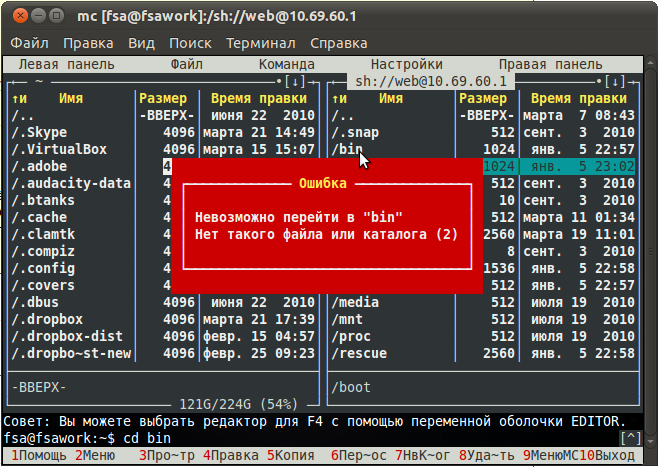 mc [fsa@fsawork]:/sh://web@10.69.60.1
Файл Правка Вид Поиск Терминал Справка
Левая панель Файл Команда Настройки Правая панель
~ •[↓] sh://web@10.69.60.1 •[↓]
↑и Имя Размер Время правки ↑и Имя Размер Время правки
/.. -ВВЕРХ- июня 22 2010 /.. -ВВЕРХ- марта 7 08:43
/.Skype 4096 марта 21 14:49 /.snap 512 сент. 3 2010
/.VirtualBox 4096 марта 15 15:07 /bin 1024 янв. 5 22:57
/.adobe 4 1024 янв. 5 23:02
/.audacity-data 4 Ошибка 512 сент. 3 2010
/.btanks 4 10 сент. 3 2010
/.cache 4 Невозможно перейти в "bin" 512 марта 11 01:34
/.clamtk 4 Нет такого файла или каталога (2) 2560 марта 19 11:01
/.compiz 4 8 сент. 3 2010
/.config 4 1536 янв. 5 22:58
/.covers 4 512 янв. 5 22:57
/.dbus 4096 июня 22 2010 /media 512 июля 19 2010
/.dropbox 4096 марта 21 17:39 /mnt 512 июля 19 2010
/.dropbox-dist 4096 февр. 15 04:57 /proc 512 июля 19 2010
/.dropbo~st-new 4096 февр. 25 09:23 /rescue 2560 янв. 5 22:58
-ВВЕРХ- /boot
121G/224G (54%)
Совет: Вы можете выбрать редактор для F4 с помощью переменной оболочки EDITOR.
fsa@fsawork:~$ cd bin [^]
1Помощь 2Меню 3Про~тр 4Правка 5Копия 6Пер~ос 7НвК~ог 8Уда~ть 9МенюМС10Выход